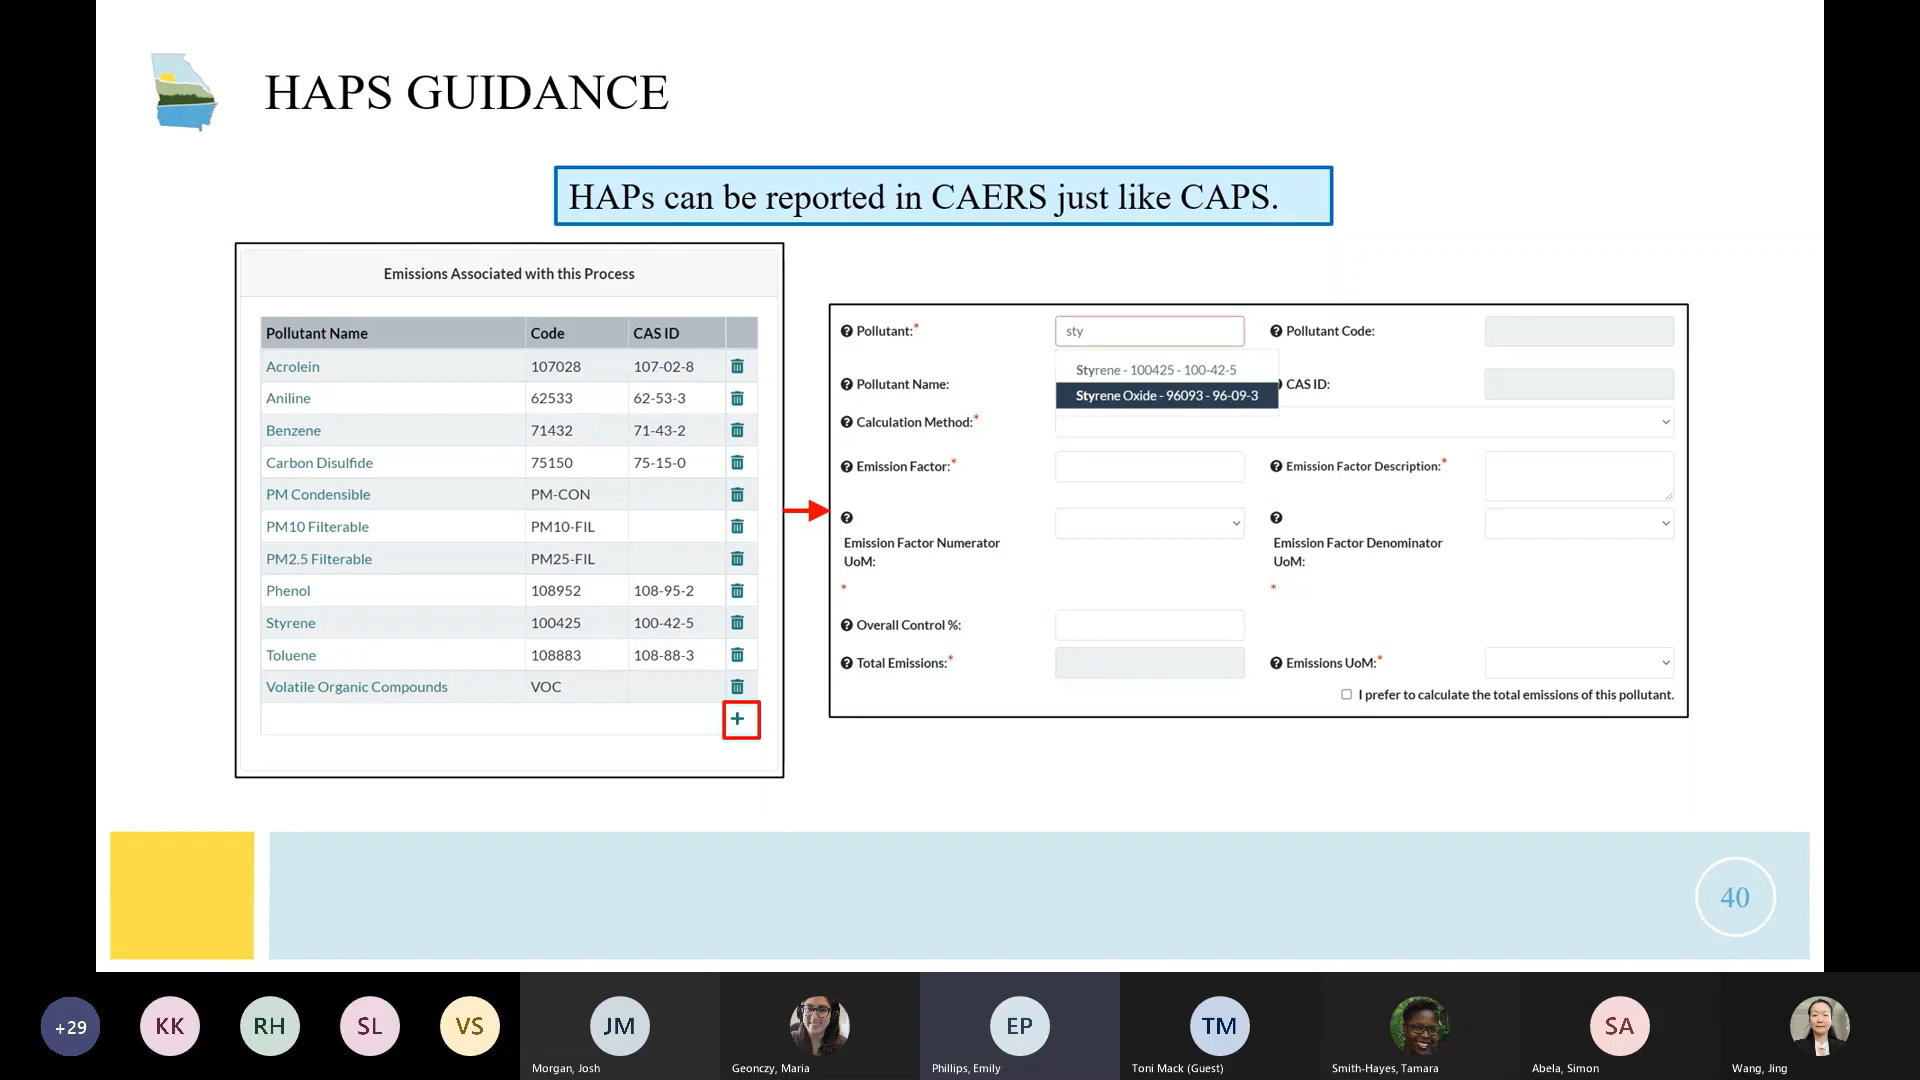 HAPS GUIDANCE
HAPs can be reported in CAERS just like CAPS.
Emissions Associated with this Process
Pollutant Name Code CAS ID
Acrolein 107028 107-02-8
Aniline 62533 62-53-3
Benzene 71432 71-43-2
Carbon Disulfide 75150 75-15-0
PM Condensible PM-CON
PM10 Filterable PM10-FIL
PM2.5 Filterable PM25-FIL
Phenol 108952 108-95-2
Styrene 100425 100-42-5
Toluene 108883 108-88-3
Volatile Organic Compounds VOC
+
Pollutant:* sty Pollutant Code:
Styrene - 100425 - 100-42-5
Pollutant Name: CAS ID:
Styrene Oxide - 96093 - 96-09-3
Calculation Method:*
Emission Factor:* Emission Factor Description:*
Emission Factor Numerator UoM: * Emission Factor Denominator UoM: *
Overall Control %:
Total Emissions:* Emissions UoM:*
I prefer to calculate the total emissions of this pollutant.
40
+29 KK RH SL VS JM EP TM SA
Morgan, Josh Geonczy, Maria Phillips, Emily Toni Mack (Guest) Smith-Hayes, Tamara Abela, Simon Wang, Jing